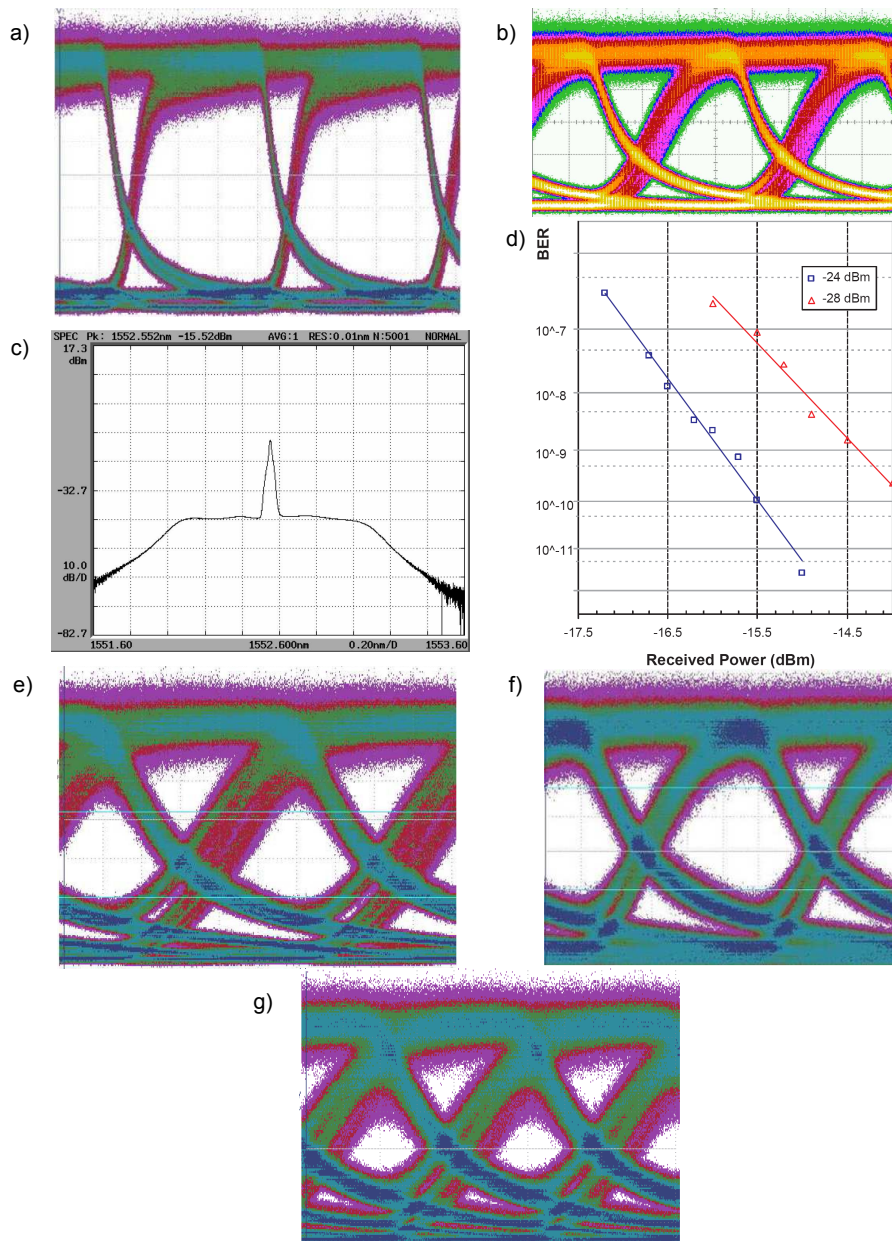 a)
b)
c)
SPEC Pk: 1552.552nm -15.52dBm AVG:1 RES:0.01nm N:5001 NORMAL
17.3
dBm
-32.7
10.0
dB/D
-82.7
1551.60 1552.600nm 0.20nm/D 1553.60
d)
BER
-24 dBm
-28 dBm
10^-7
10^-8
10^-9
10^-10
10^-11
-17.5 -16.5 -15.5 -14.5
Received Power (dBm)
e)
f)
g)